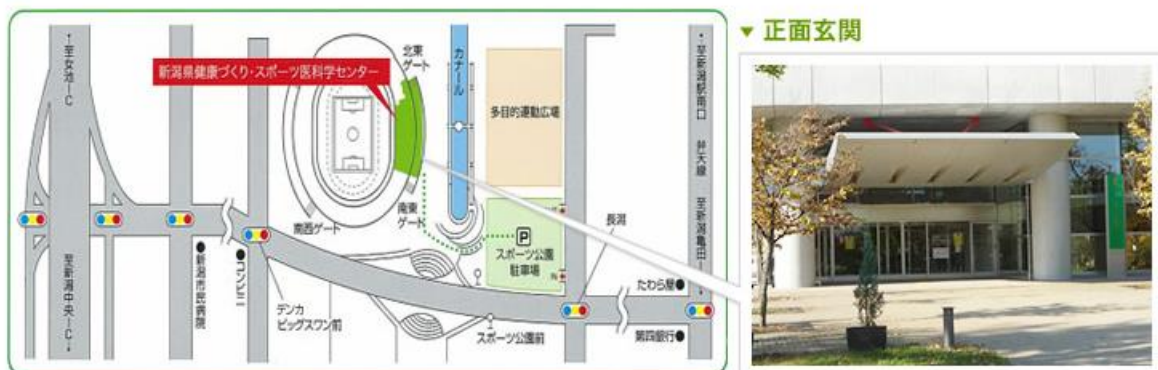 ↑至女池IC
至新潟中央IC↓
●新潟市民病院
●コンビニ
新潟県健康づくり・スポーツ医科学センター
北東
ゲート
カナール
多目的運動広場
南西ゲート
南東
ゲート
P
スポーツ公園
駐車場
長潟
デンカ
ビッグスワン前
スポーツ公園前
たわら屋●
第四銀行●
↑至新潟駅南口
弁天線
至新潟亀田IC↓
▼ 正面玄関